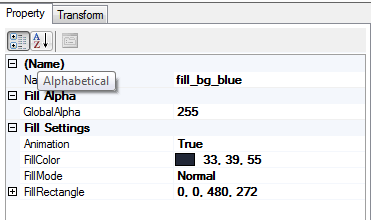 Property Transform
A Z
(Name)
Na Alphabetical fill_bg_blue
Fill Alpha
GlobalAlpha 255
Fill Settings
Animation True
FillColor 33, 39, 55
FillMode Normal
FillRectangle 0, 0, 480, 272